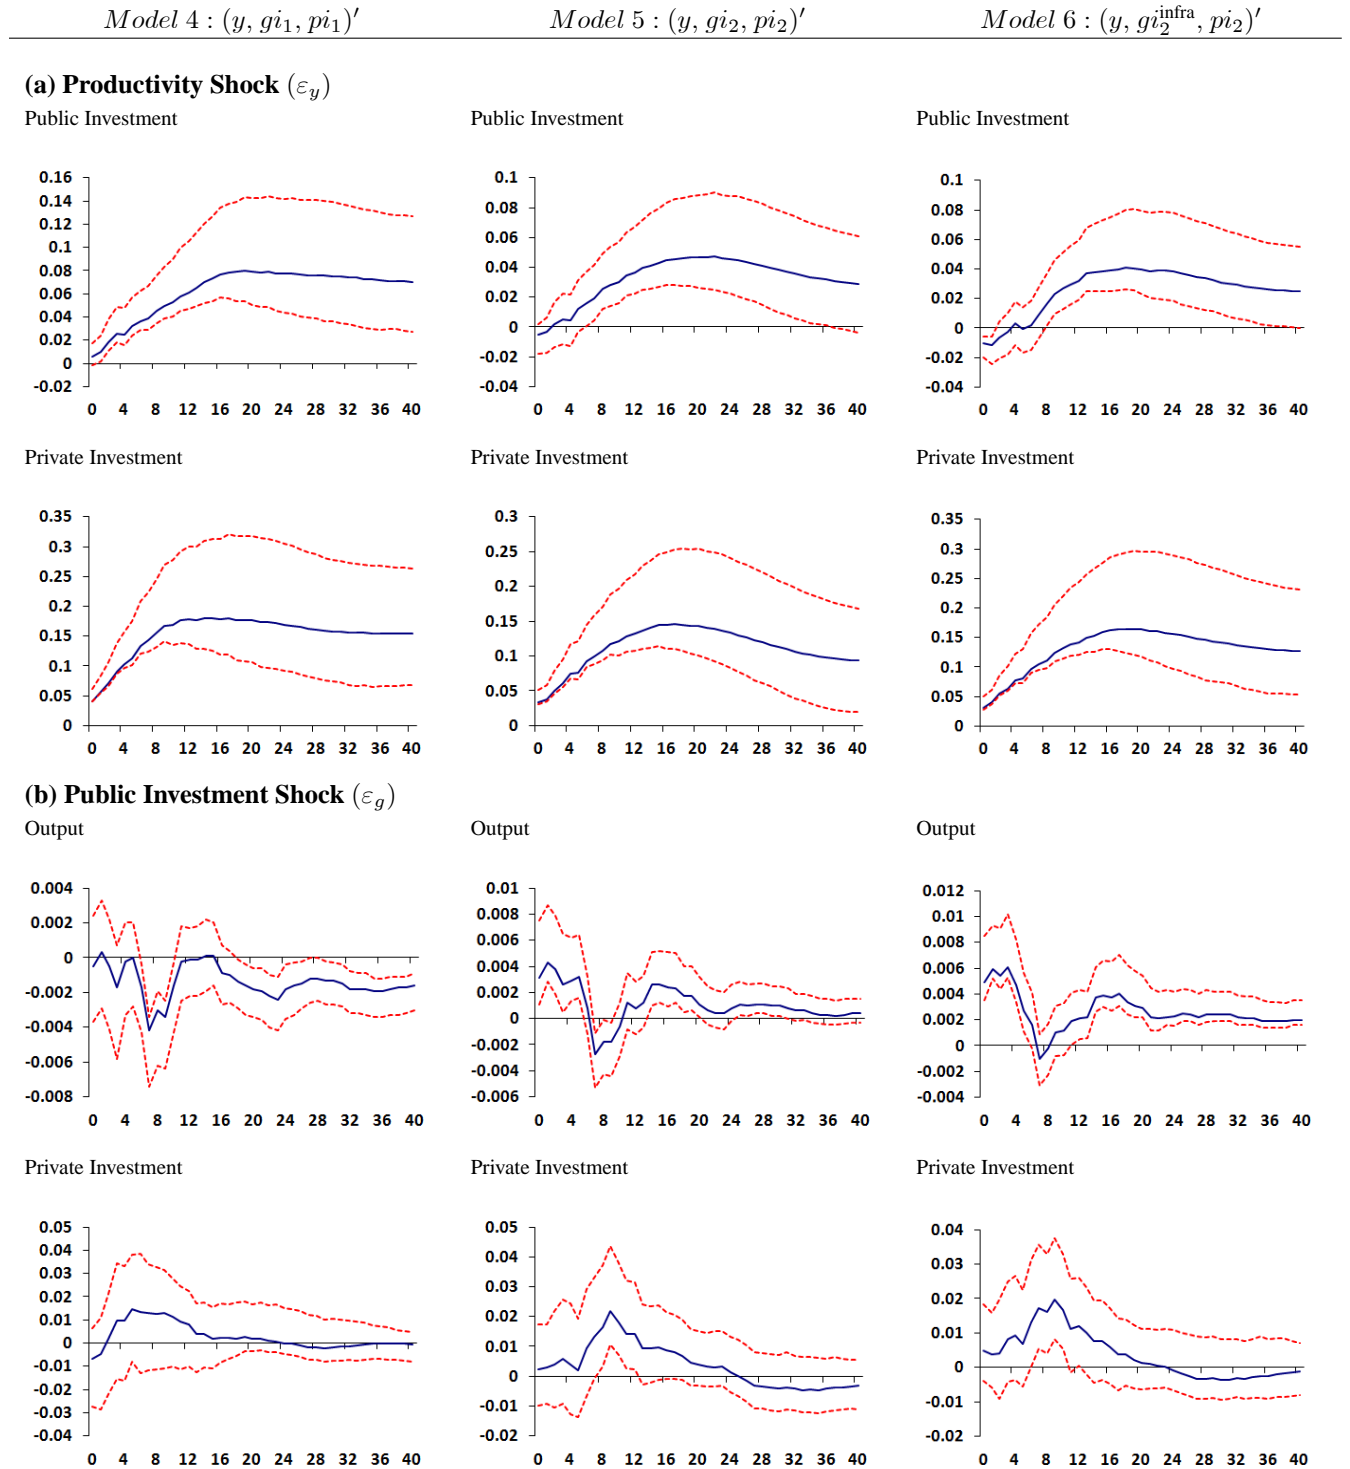 Model 4 : (y, gi₁, pi₁)′ Model 5 : (y, gi₂, pi₂)′ Model 6 : (y, gi₂^infra, pi₂)′
(a) Productivity Shock (ε_y)
Public Investment Public Investment Public Investment
0.16 0.14 0.12 0.1 0.08 0.06 0.04 0.02 0 -0.02
0 4 8 12 16 20 24 28 32 36 40
0.1 0.08 0.06 0.04 0.02 0 -0.02 -0.04
0 4 8 12 16 20 24 28 32 36 40
0.1 0.08 0.06 0.04 0.02 0 -0.02 -0.04
0 4 8 12 16 20 24 28 32 36 40
Private Investment Private Investment Private Investment
0.35 0.3 0.25 0.2 0.15 0.1 0.05 0
0 4 8 12 16 20 24 28 32 36 40
0.3 0.25 0.2 0.15 0.1 0.05 0
0 4 8 12 16 20 24 28 32 36 40
0.35 0.3 0.25 0.2 0.15 0.1 0.05 0
0 4 8 12 16 20 24 28 32 36 40
(b) Public Investment Shock (ε_g)
Output Output Output
0.004 0.002 0 -0.002 -0.004 -0.006 -0.008
0 4 8 12 16 20 24 28 32 36 40
0.01 0.008 0.006 0.004 0.002 0 -0.002 -0.004 -0.006
0 4 8 12 16 20 24 28 32 36 40
0.012 0.01 0.008 0.006 0.004 0.002 0 -0.002 -0.004
0 4 8 12 16 20 24 28 32 36 40
Private Investment Private Investment Private Investment
0.05 0.04 0.03 0.02 0.01 0 -0.01 -0.02 -0.03 -0.04
0 4 8 12 16 20 24 28 32 36 40
0.05 0.04 0.03 0.02 0.01 0 -0.01 -0.02
0 4 8 12 16 20 24 28 32 36 40
0.04 0.03 0.02 0.01 0 -0.01 -0.02
0 4 8 12 16 20 24 28 32 36 40